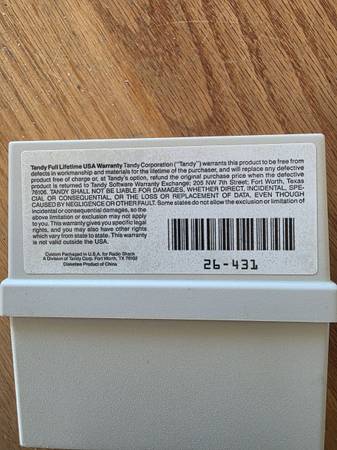 Tandy Full Lifetime USA Warranty Tandy Corporation ("Tandy") warrants this product to be free from
defects in workmanship and materials for the lifetime of the purchaser, and will replace any defective
product free of charge or, at Tandy's option, refund the original purchase price when the defective
product is returned to Tandy Software Warranty Exchange; 205 NW 7th Street; Fort Worth, Texas
76106. TANDY SHALL NOT BE LIABLE FOR DAMAGES, WHETHER DIRECT, INCIDENTAL, SPE-
CIAL OR CONSEQUENTIAL, OR THE LOSS OR REPLACEMENT OF DATA, EVEN THOUGH
CAUSED BY NEGLIGENCE OR OTHER FAULT. Some states do not allow the exclusion or limitation of
incidental or consequential damages, so the
above limitation or exclusion may not apply
to you. This warranty gives you specific legal
rights, and you may also have other rights
which vary from state to state. This warranty
is not valid outside the USA.
Custom Packaged in U.S.A. for Radio Shack
A Division of Tandy Corp. Fort Worth, TX 76102
Diskettes Product of China
26-431